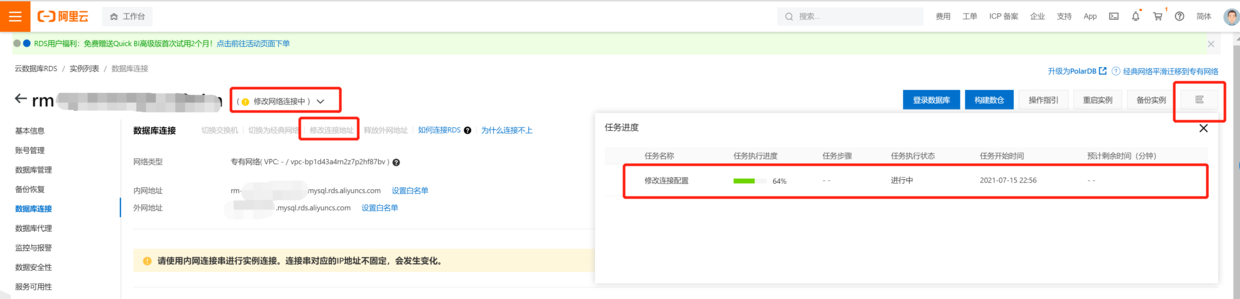 阿里云 工作台 搜索... 费用 工单 ICP 备案 企业 支持 App 1 简体
RDS用户福利：免费赠送Quick BI高级版首次试用2个月！点击前往活动页面下单
云数据库RDS / 实例列表 / 数据库连接 升级为PolarDB 经典网络平滑迁移到专有网络
rm （ 修改网络连接中 ） 登录数据库 构建数仓 操作指引 重启实例 备份实例
基本信息
账号管理
数据库管理
备份恢复
数据库连接
数据库代理
监控与报警
数据安全性
服务可用性
数据库连接 切换交换机 切换为经典网络 修改连接地址 释放外网地址 如何连接RDS 为什么连接不上
网络类型 专有网络( VPC: - / vpc-bp1d43a4m2z7p2hf87bv )
内网地址 rm- mysql.rds.aliyuncs.com 设置白名单
外网地址 .mysql.rds.aliyuncs.com 设置白名单
请使用内网连接串进行实例连接。连接串对应的IP地址不固定，会发生变化。
任务进度
任务名称 任务执行进度 任务步骤 任务执行状态 任务开始时间 预计剩余时间（分钟）
修改连接配置 64% - - 进行中 2021-07-15 22:56 - -